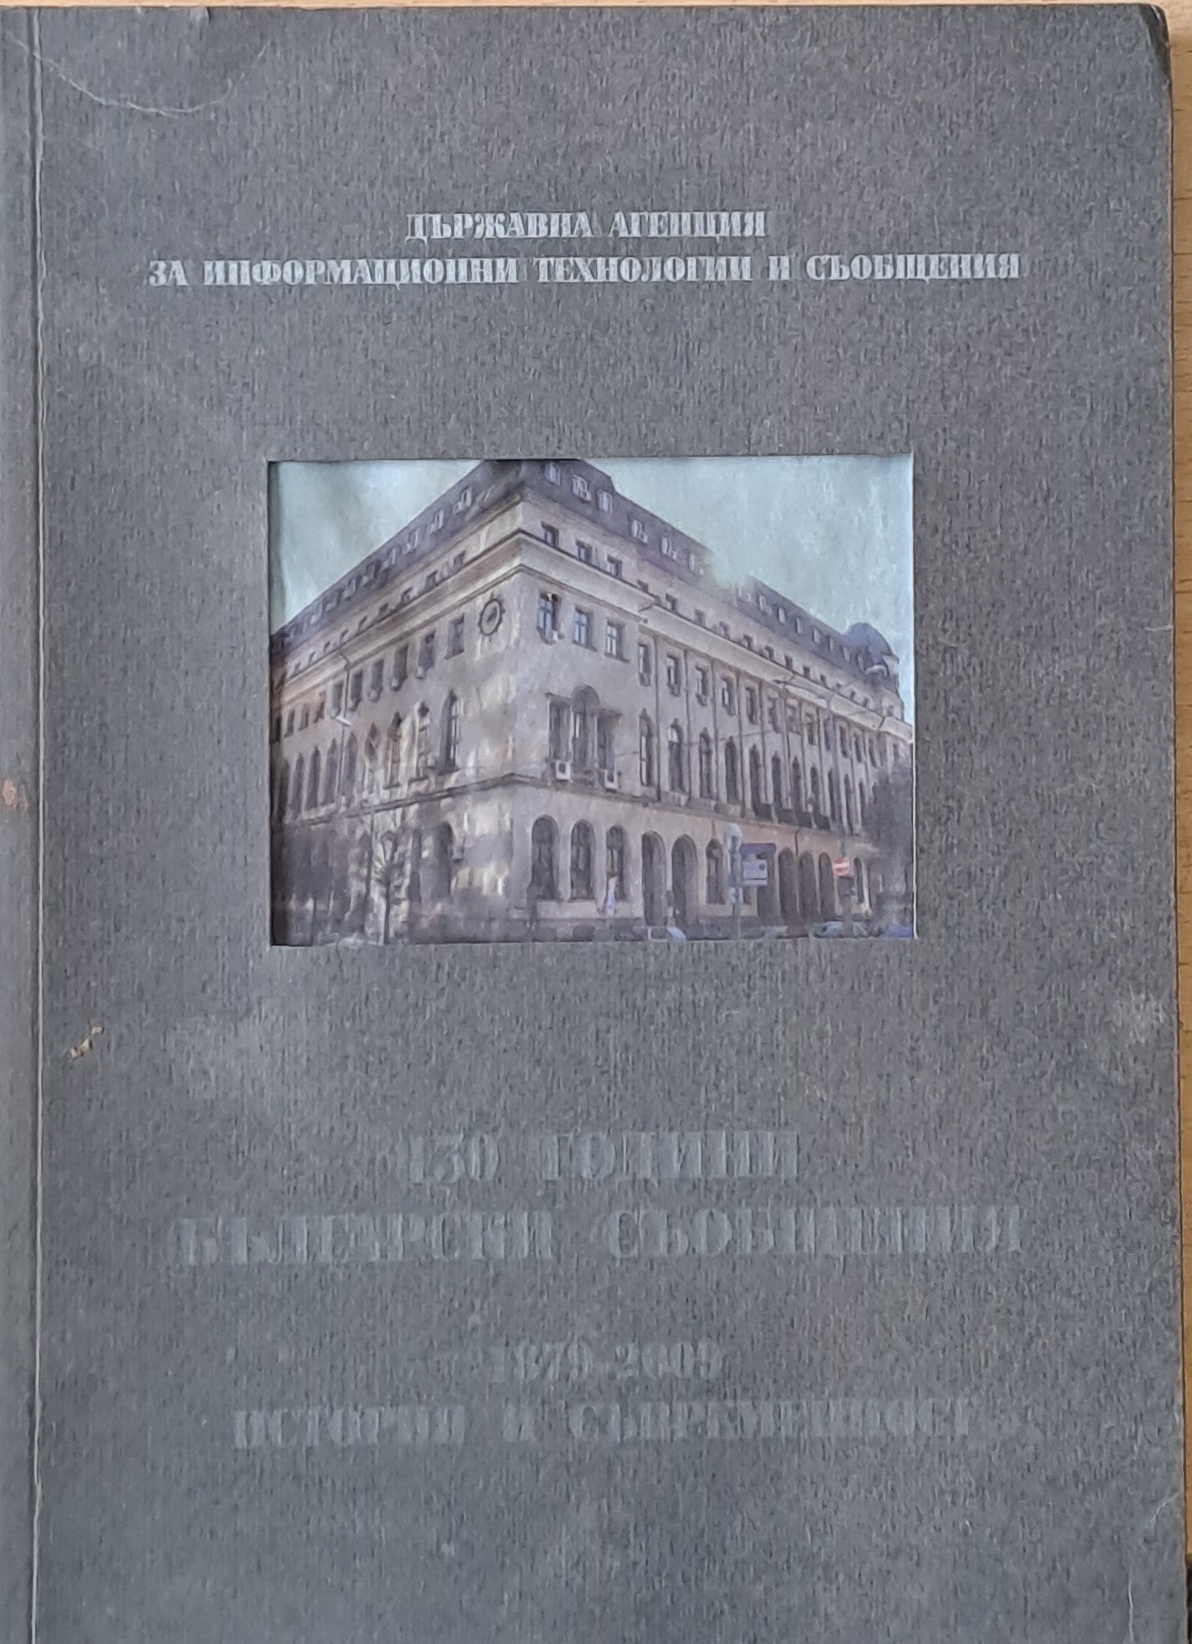 ДЪРЖАВНА АГЕНЦИЯ
ЗА ИНФОРМАЦИОННИ ТЕХНОЛОГИИ И СЪОБЩЕНИЯ
130 ГОДИНИ
БЪЛГАРСКИ СЪОБЩЕНИЯ
1879-2009
ИСТОРИЯ И СЪВРЕМЕННОСТ